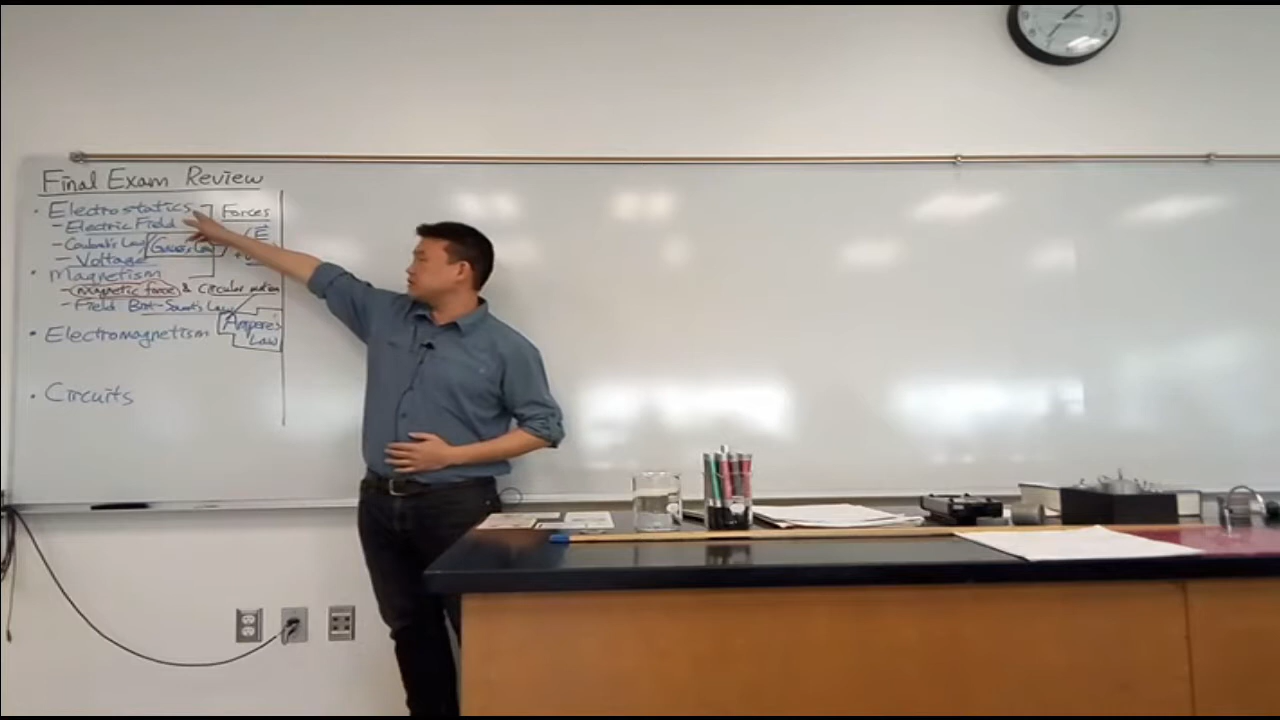 Final Exam Review
• Electrostatics
Forces
- Electric Field
- Coulomb's Law Gauss's Law
E
- Voltage
• Magnetism
- magnetic force & Circular motion
- Field Biot-Savart's Law
Ampere's
Law
• Electromagnetism
• Circuits